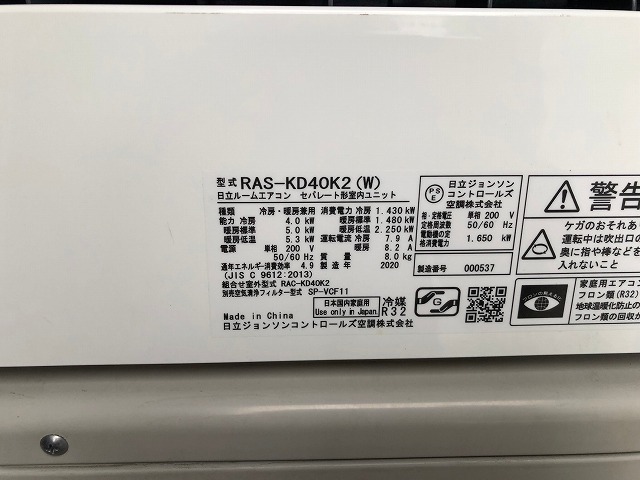 型式 RAS-KD40K2(W)
日立ルームエアコン セパレート形室内ユニット
種類 冷房・暖房兼用 消費電力 冷房 1.430 kW
能力 冷房 4.0 kW 暖房標準 1.480 kW
暖房標準 5.0 kW 暖房低温 2.250 kW
暖房低温 5.3 kW 運転電流 冷房 7.9 A
電源 単相 200 V 暖房 8.2 A
50/60 Hz 質量 8.0 kg
通年エネルギー消費効率 4.9 2020
(JIS C 9612:2013)
組合せ室外型式 RAC-KD40K2
別売空気清浄フィルター型式 SP-VCF11
Made in China
日本国内家庭用
Use only in Japan
冷媒
R32
日立ジョンソンコントロールズ空調株式会社
PS
E
日立ジョンソン
コントロールズ
空調株式会社
相・定格電圧 単相 200 V
定格周波数 50/60 Hz
電動機の定
格消費電力 1.650 kW
製造番号 000537
G
警告
ケガのおそれあり
運転中は吹出口の
奥に指や棒などを
入れないこと
家庭用エアコン
フロン類(R32)
地球温暖化防止の
フロン類の回収が